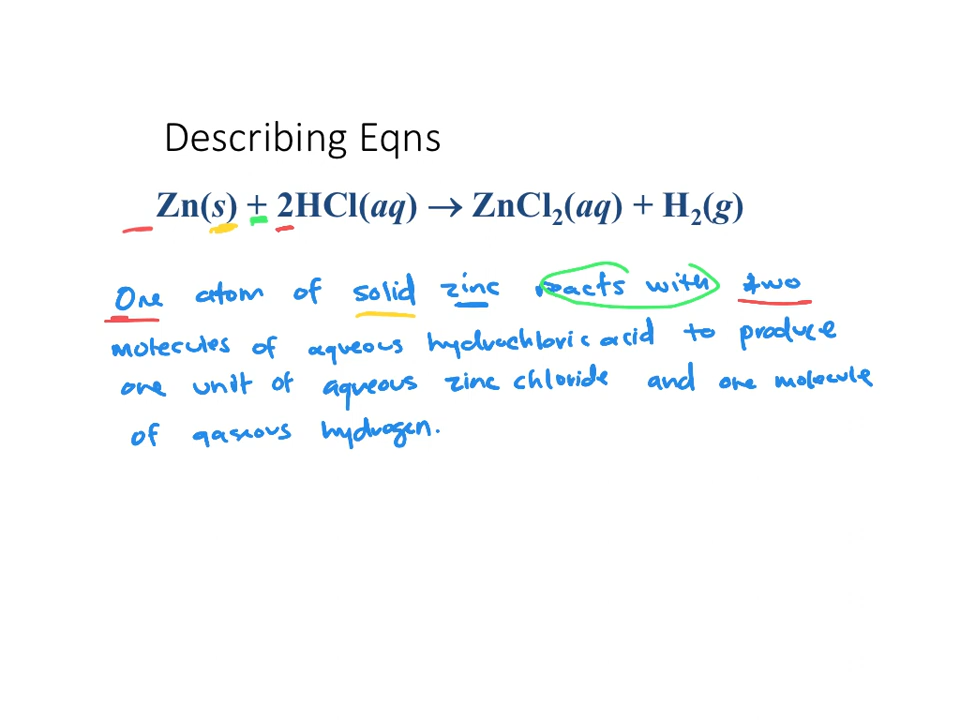 Describing Eqns
Zn(s) + 2HCl(aq) → ZnCl₂(aq) + H₂(g)
One atom of solid zinc reacts with two
molecules of aqueous hydrochloric acid to produce
one unit of aqueous zinc chloride and one molecule
of gaseous hydrogen.